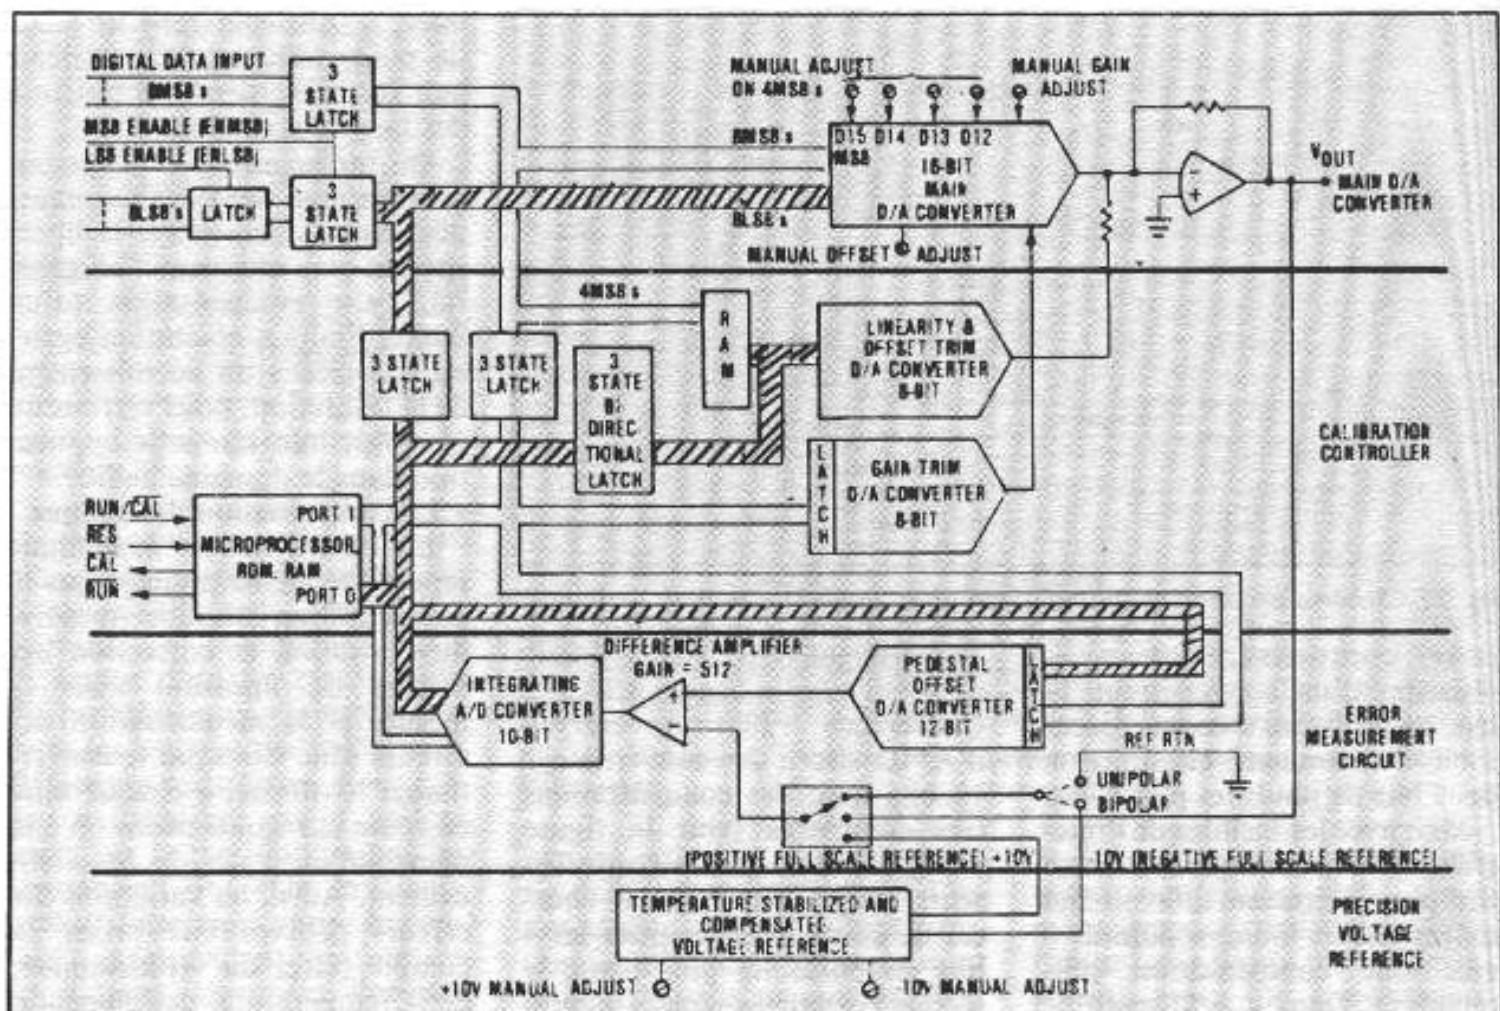 DIGITAL DATA INPUT
8MSB s
MSB ENABLE (ENMSB)
LSB ENABLE (ENLSB)
8LSB's
LATCH
3
STATE
LATCH
3
STATE
LATCH
MANUAL ADJUST
ON 4MSB s
MANUAL GAIN
ADJUST
8MSB s
8LSB s
D15 D14 D13 D12
MSB
16-BIT
MAIN
D/A CONVERTER
MANUAL OFFSET ADJUST
VOUT
MAIN D/A
CONVERTER
4MSB s
3 STATE
LATCH
3 STATE
LATCH
3
STATE
BI
DIREC-
TIONAL
LATCH
RAM
LINEARITY &
OFFSET TRIM
D/A CONVERTER
8-BIT
LATCH
GAIN TRIM
D/A CONVERTER
8-BIT
CALIBRATION
CONTROLLER
RUN/CAL
RES
CAL
RUN
PORT 1
MICROPROCESSOR
ROM, RAM
PORT 0
DIFFERENCE AMPLIFIER
GAIN = 512
INTEGRATING
A/D CONVERTER
10-BIT
PEDESTAL
OFFSET
D/A CONVERTER
12-BIT
LATCH
REF RTN
UNIPOLAR
BIPOLAR
ERROR
MEASUREMENT
CIRCUIT
(POSITIVE FULL SCALE REFERENCE) +10V
10V (NEGATIVE FULL SCALE REFERENCE)
TEMPERATURE STABILIZED AND
COMPENSATED
VOLTAGE REFERENCE
PRECISION
VOLTAGE
REFERENCE
+10V MANUAL ADJUST
10V MANUAL ADJUST